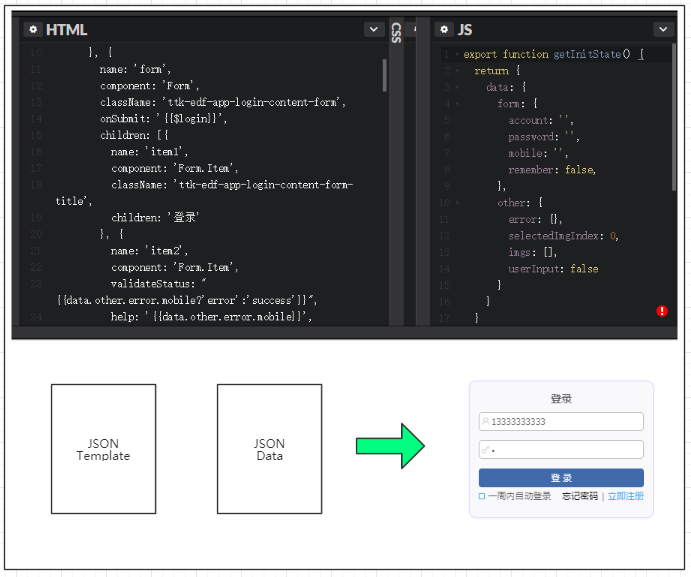 HTML
10 }, {
11 name: 'form',
12 component: 'Form',
13 className: 'ttk-edf-app-login-content-form',
14 onSubmit: '{{$login}}',
15 children: [{
16 name: 'item1',
17 component: 'Form.Item',
18 className: 'ttk-edf-app-login-content-form-
title',
19 children: '登录'
20 }, {
21 name: 'item2',
22 component: 'Form.Item',
23 validateStatus: "
{{data.other.error.mobile?'error':'success'}}",
24 help: '{{data.other.error.mobile}}',
CSS
JS
1 export function getInitState() {
2 return {
3 data: {
4 form: {
5 account: '',
6 password: '',
7 mobile: '',
8 remember: false,
9 },
10 other: {
11 error: {},
12 selectedImgIndex: 0,
13 imgs: [],
14 userInput: false
15 }
16 }
17 }
JSON
Template
JSON
Data
登录
13333333333
登 录
一周内自动登录 忘记密码 | 立即注册